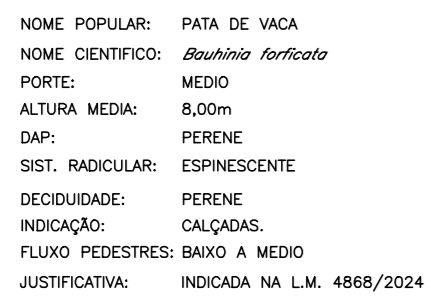 NOME POPULAR: PATA DE VACA
NOME CIENTIFICO: Bauhinia forficata
PORTE: MEDIO
ALTURA MEDIA: 8,00m
DAP: PERENE
SIST. RADICULAR: ESPINESCENTE
DECIDUIDADE: PERENE
INDICAÇÃO: CALÇADAS.
FLUXO PEDESTRES: BAIXO A MEDIO
JUSTIFICATIVA: INDICADA NA L.M. 4868/2024